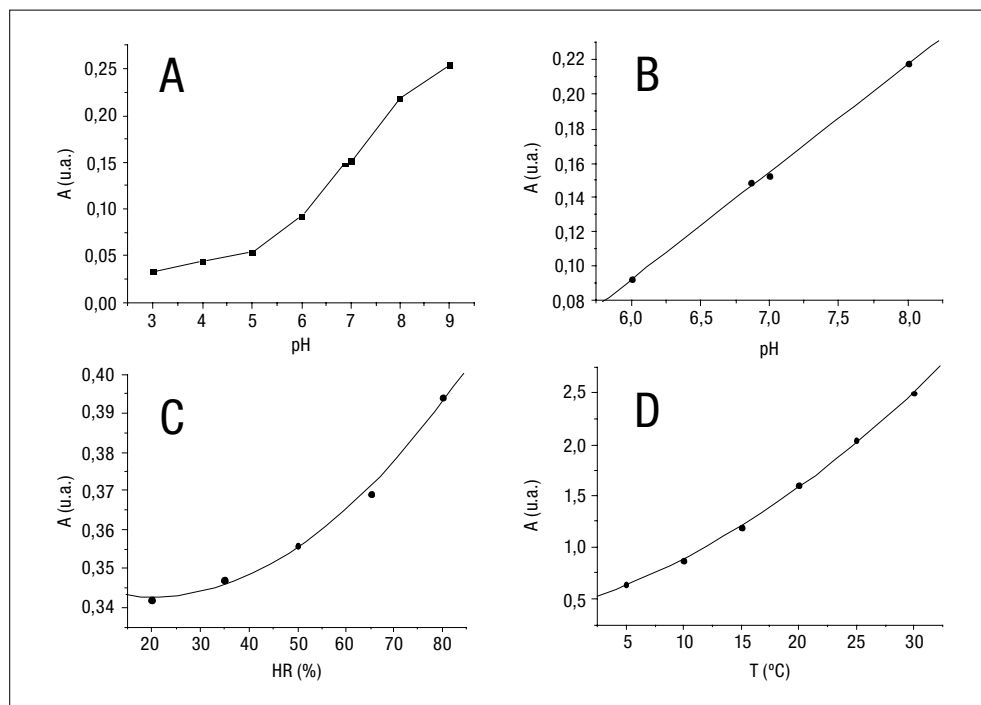 A
0,25
0,20
0,15
0,10
0,05
0,00
A (u.a.)
3 4 5 6 7 8 9
pH
B
0,22
0,20
0,18
0,16
0,14
0,12
0,10
0,08
A (u.a.)
6,0 6,5 7,0 7,5 8,0
pH
C
0,40
0,39
0,38
0,37
0,36
0,35
0,34
A (u.a.)
20 30 40 50 60 70 80
HR (%)
D
2,5
2,0
1,5
1,0
0,5
A (u.a.)
5 10 15 20 25 30
T (ºC)